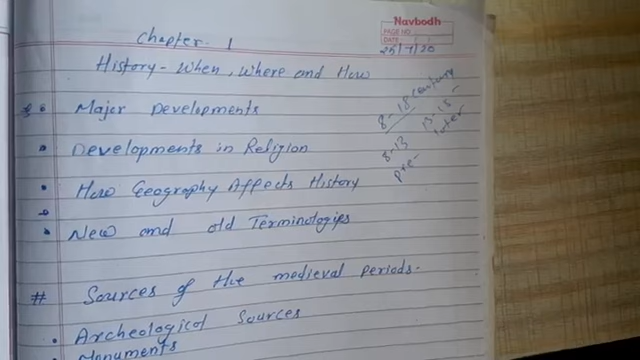 Navbodh
PAGE NO
DATE
25/7/20
Chapter. 1
History - When, Where and How
8 - 18 Century
• Major Developments
8-13 13-18 -
pre- later
• Developments in Religion
• How Geography Affects History
• New and old Terminologies
# Sources of the medieval periods.
• Archeological Sources
• Monuments